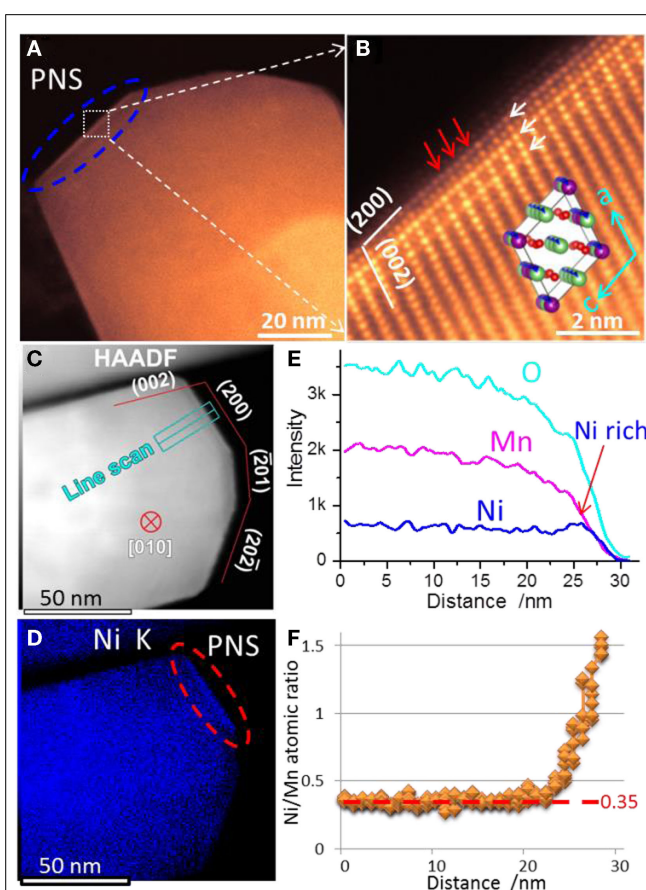 A
PNS
20 nm
B
(200)
(002)
a
c
2 nm
C
HAADF
(002)
(200)
(2̄01)
(202̄)
Line scan
[010]
50 nm
E
Intensity
3k
2k
1k
0
O
Mn
Ni
Ni rich
0 5 10 15 20 25 30
Distance /nm
D
Ni K
PNS
50 nm
F
Ni/Mn atomic ratio
1.5
1
0.5
0
0.35
0 10 20 30
Distance /nm